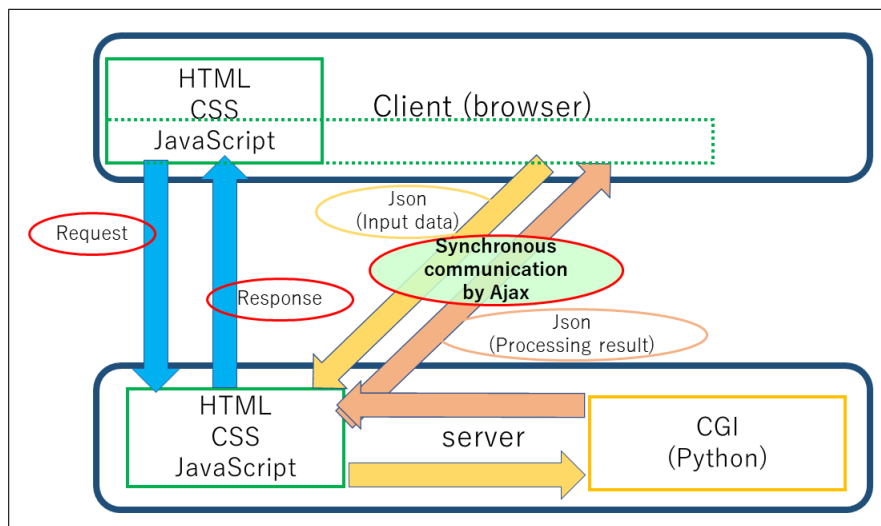 HTML
CSS
JavaScript
Client (browser)
Json
(Input data)
Request
Synchronous
communication
by Ajax
Response
Json
(Processing result)
HTML
CSS
JavaScript
server
CGI
(Python)